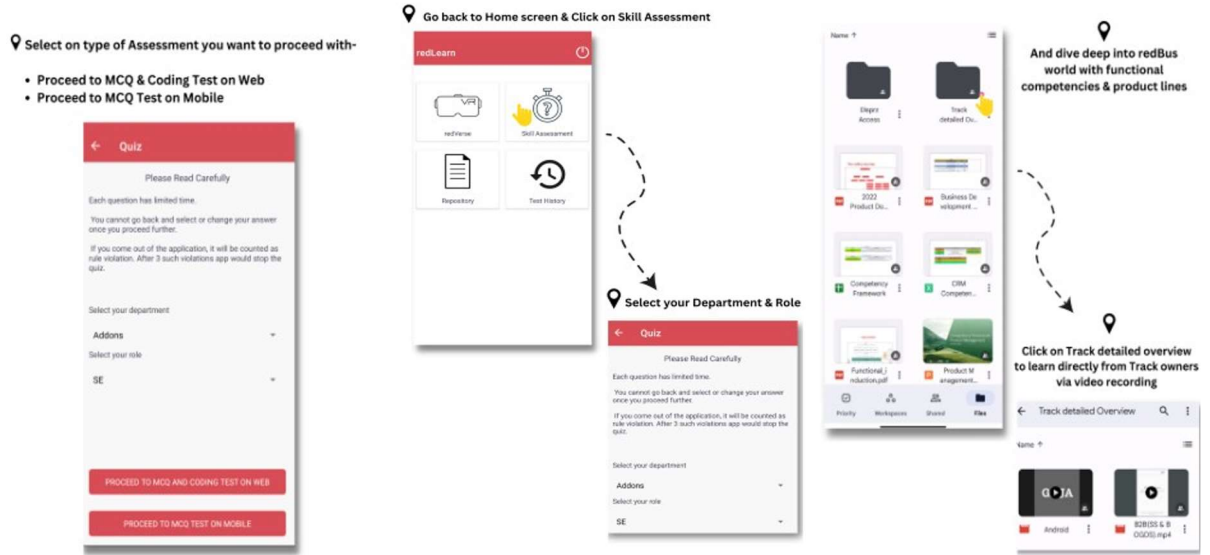 Select on type of Assessment you want to proceed with-
• Proceed to MCQ & Coding Test on Web
• Proceed to MCQ Test on Mobile
← Quiz
Please Read Carefully
Each question has limited time.
You cannot go back and select or change your answer
once you proceed further.
If you come out of the application, it will be counted as
rule violation. After 3 such violations app would stop the
quiz.
Select your department
Addons
Select your role
SE
PROCEED TO MCQ AND CODING TEST ON WEB
PROCEED TO MCQ TEST ON MOBILE
Go back to Home screen & Click on Skill Assessment
redLearn
VR
redVerse
Skill Assessment
Repository
Test History
Select your Department & Role
← Quiz
Please Read Carefully
Each question has limited time.
You cannot go back and select or change your answer
once you proceed further.
If you come out of the application, it will be counted as
rule violation. After 3 such violations app would stop the
quiz.
Select your department
Addons
Select your role
SE
Name ↑
Access
Track
detailed Ov...
2022
Product Do...
Business De
velopment ...
Competency
Framework
CRM
Competen...
Functional_i
nduction.pdf
Product M
anagement...
Priority
Workspaces
Shared
Files
And dive deep into redBus
world with functional
competencies & product lines
Click on Track detailed overview
to learn directly from Track owners
via video recording
← Track detailed Overview
Name ↑
Android
B2B(SS & B
OGDS).mp4